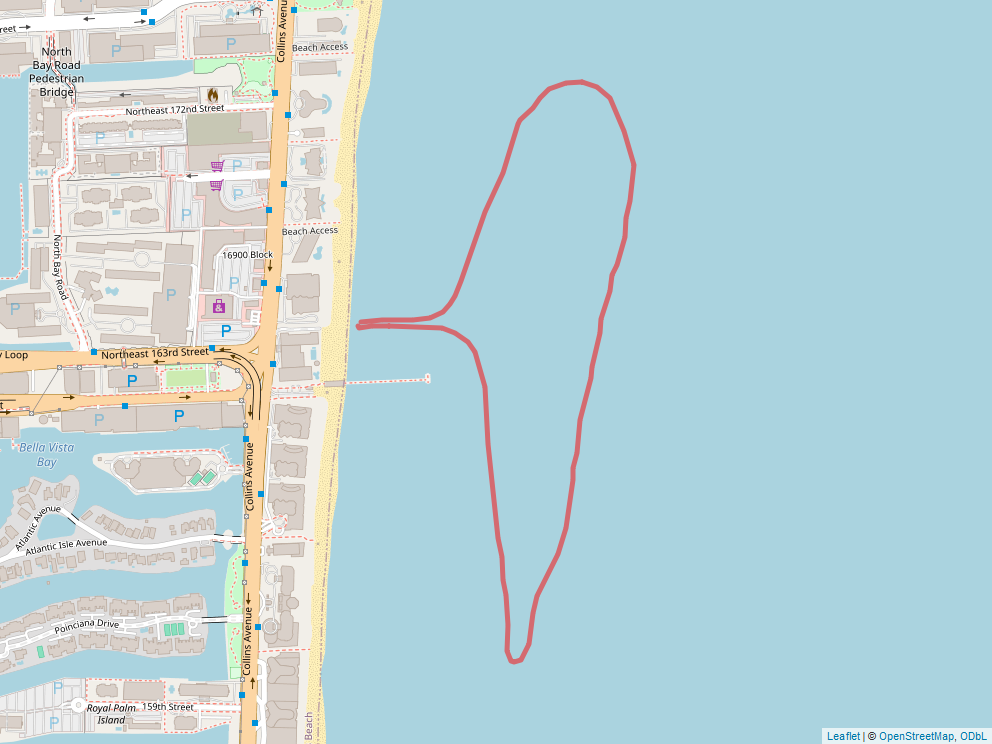 Collins Avenue
reet
Beach Access
P
P
North
Bay Road
Pedestrian
Bridge
Northeast 172nd Street
P
P
P
P
Beach Access
16900 Block
North Bay Road
P
P
P
&
P
y Loop
Northeast 163rd Street
P
t
P
P
Bella Vista
Bay
Collins Avenue
Atlantic Avenue
Atlantic Isle Avenue
Poinciana Drive
Collins Avenue
P
P
Royal Palm
Island
159th Street
Beach
Leaflet | © OpenStreetMap, ODbL